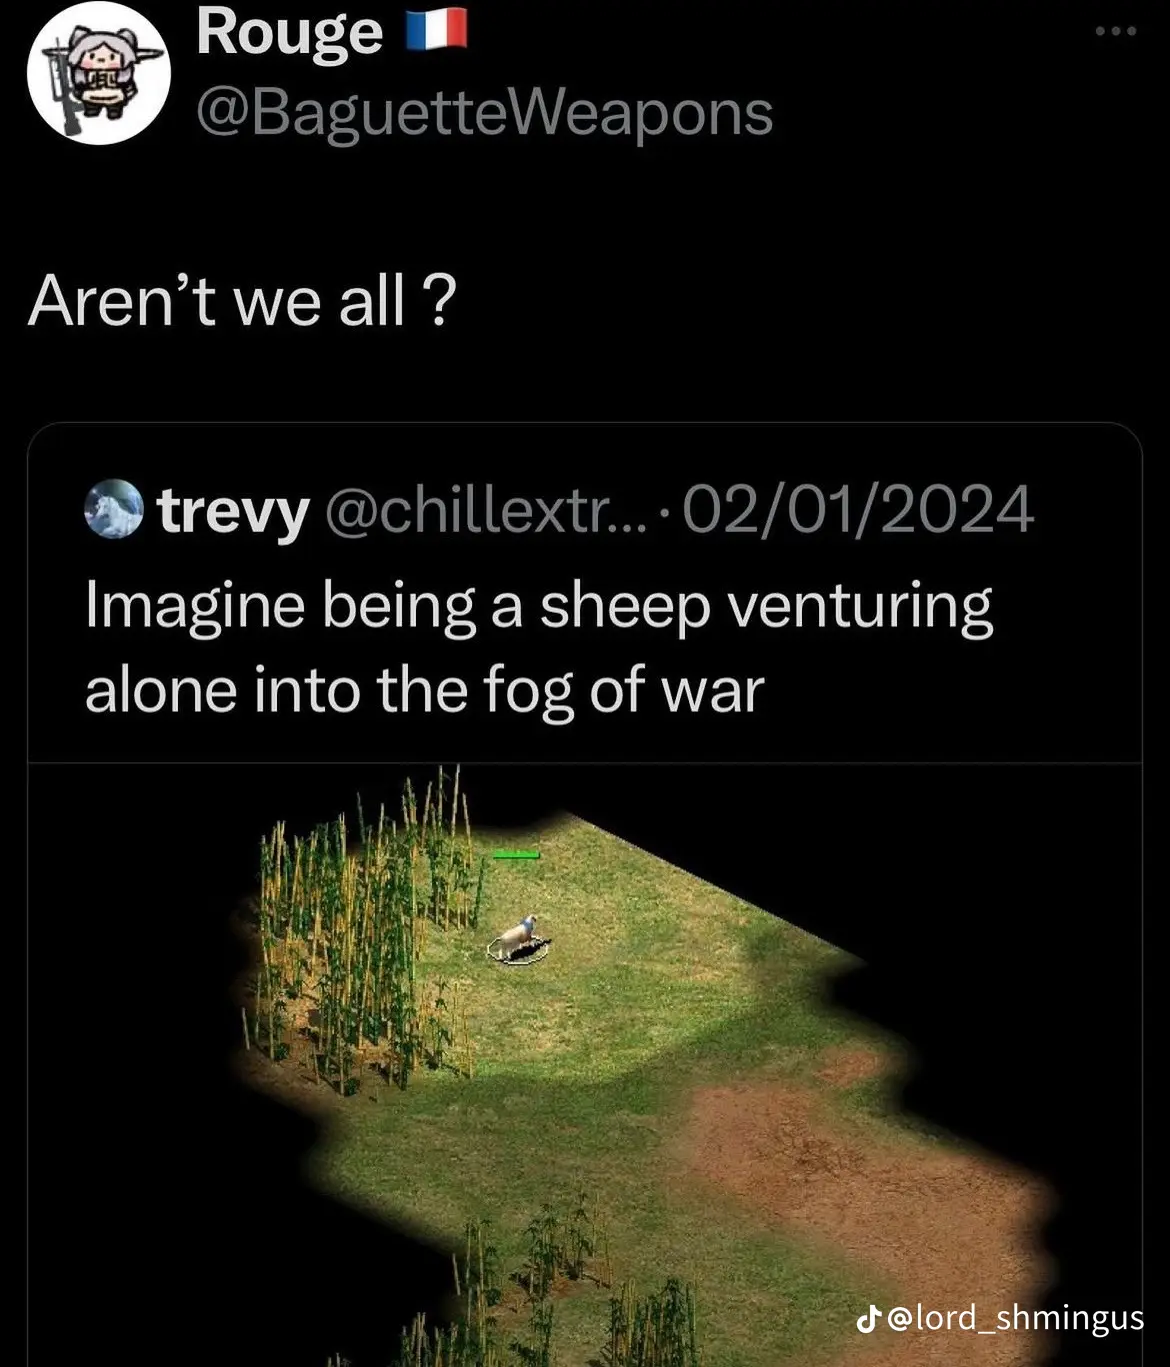 Rouge 🇫🇷
@BaguetteWeapons
Aren’t we all ?
trevy @chillextr... · 02/01/2024
Imagine being a sheep venturing
alone into the fog of war
@lord_shmingus